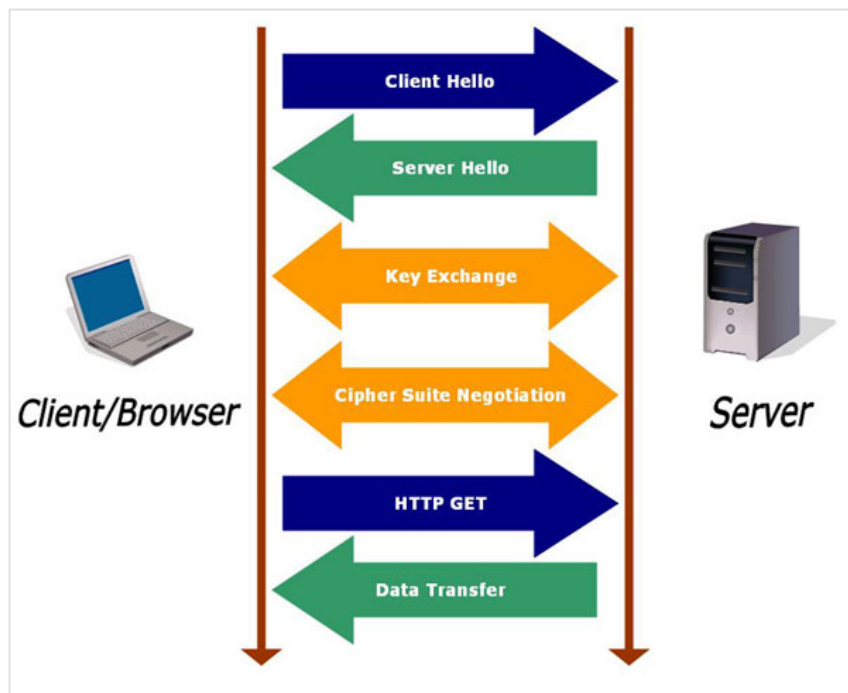 Client Hello
Server Hello
Key Exchange
Cipher Suite Negotiation
Client/Browser
Server
HTTP GET
Data Transfer